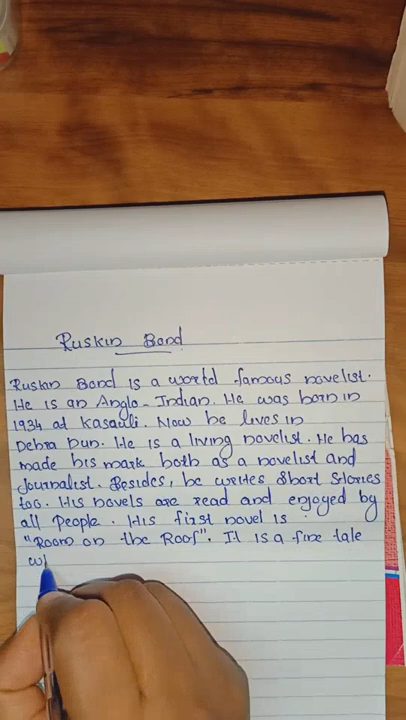 Ruskin Bond
Ruskin Bond is a world famous novelist.
He is an Anglo-Indian. He was born in
1934 at Kasauli. Now he lives in
Dehra Dun. He is a living novelist. He has
made his mark both as a novelist and
journalist. Besides, he writes short stories
too. His novels are read and enjoyed by
all people. His first novel is
"Room on the Roof". It is a fine tale
wi